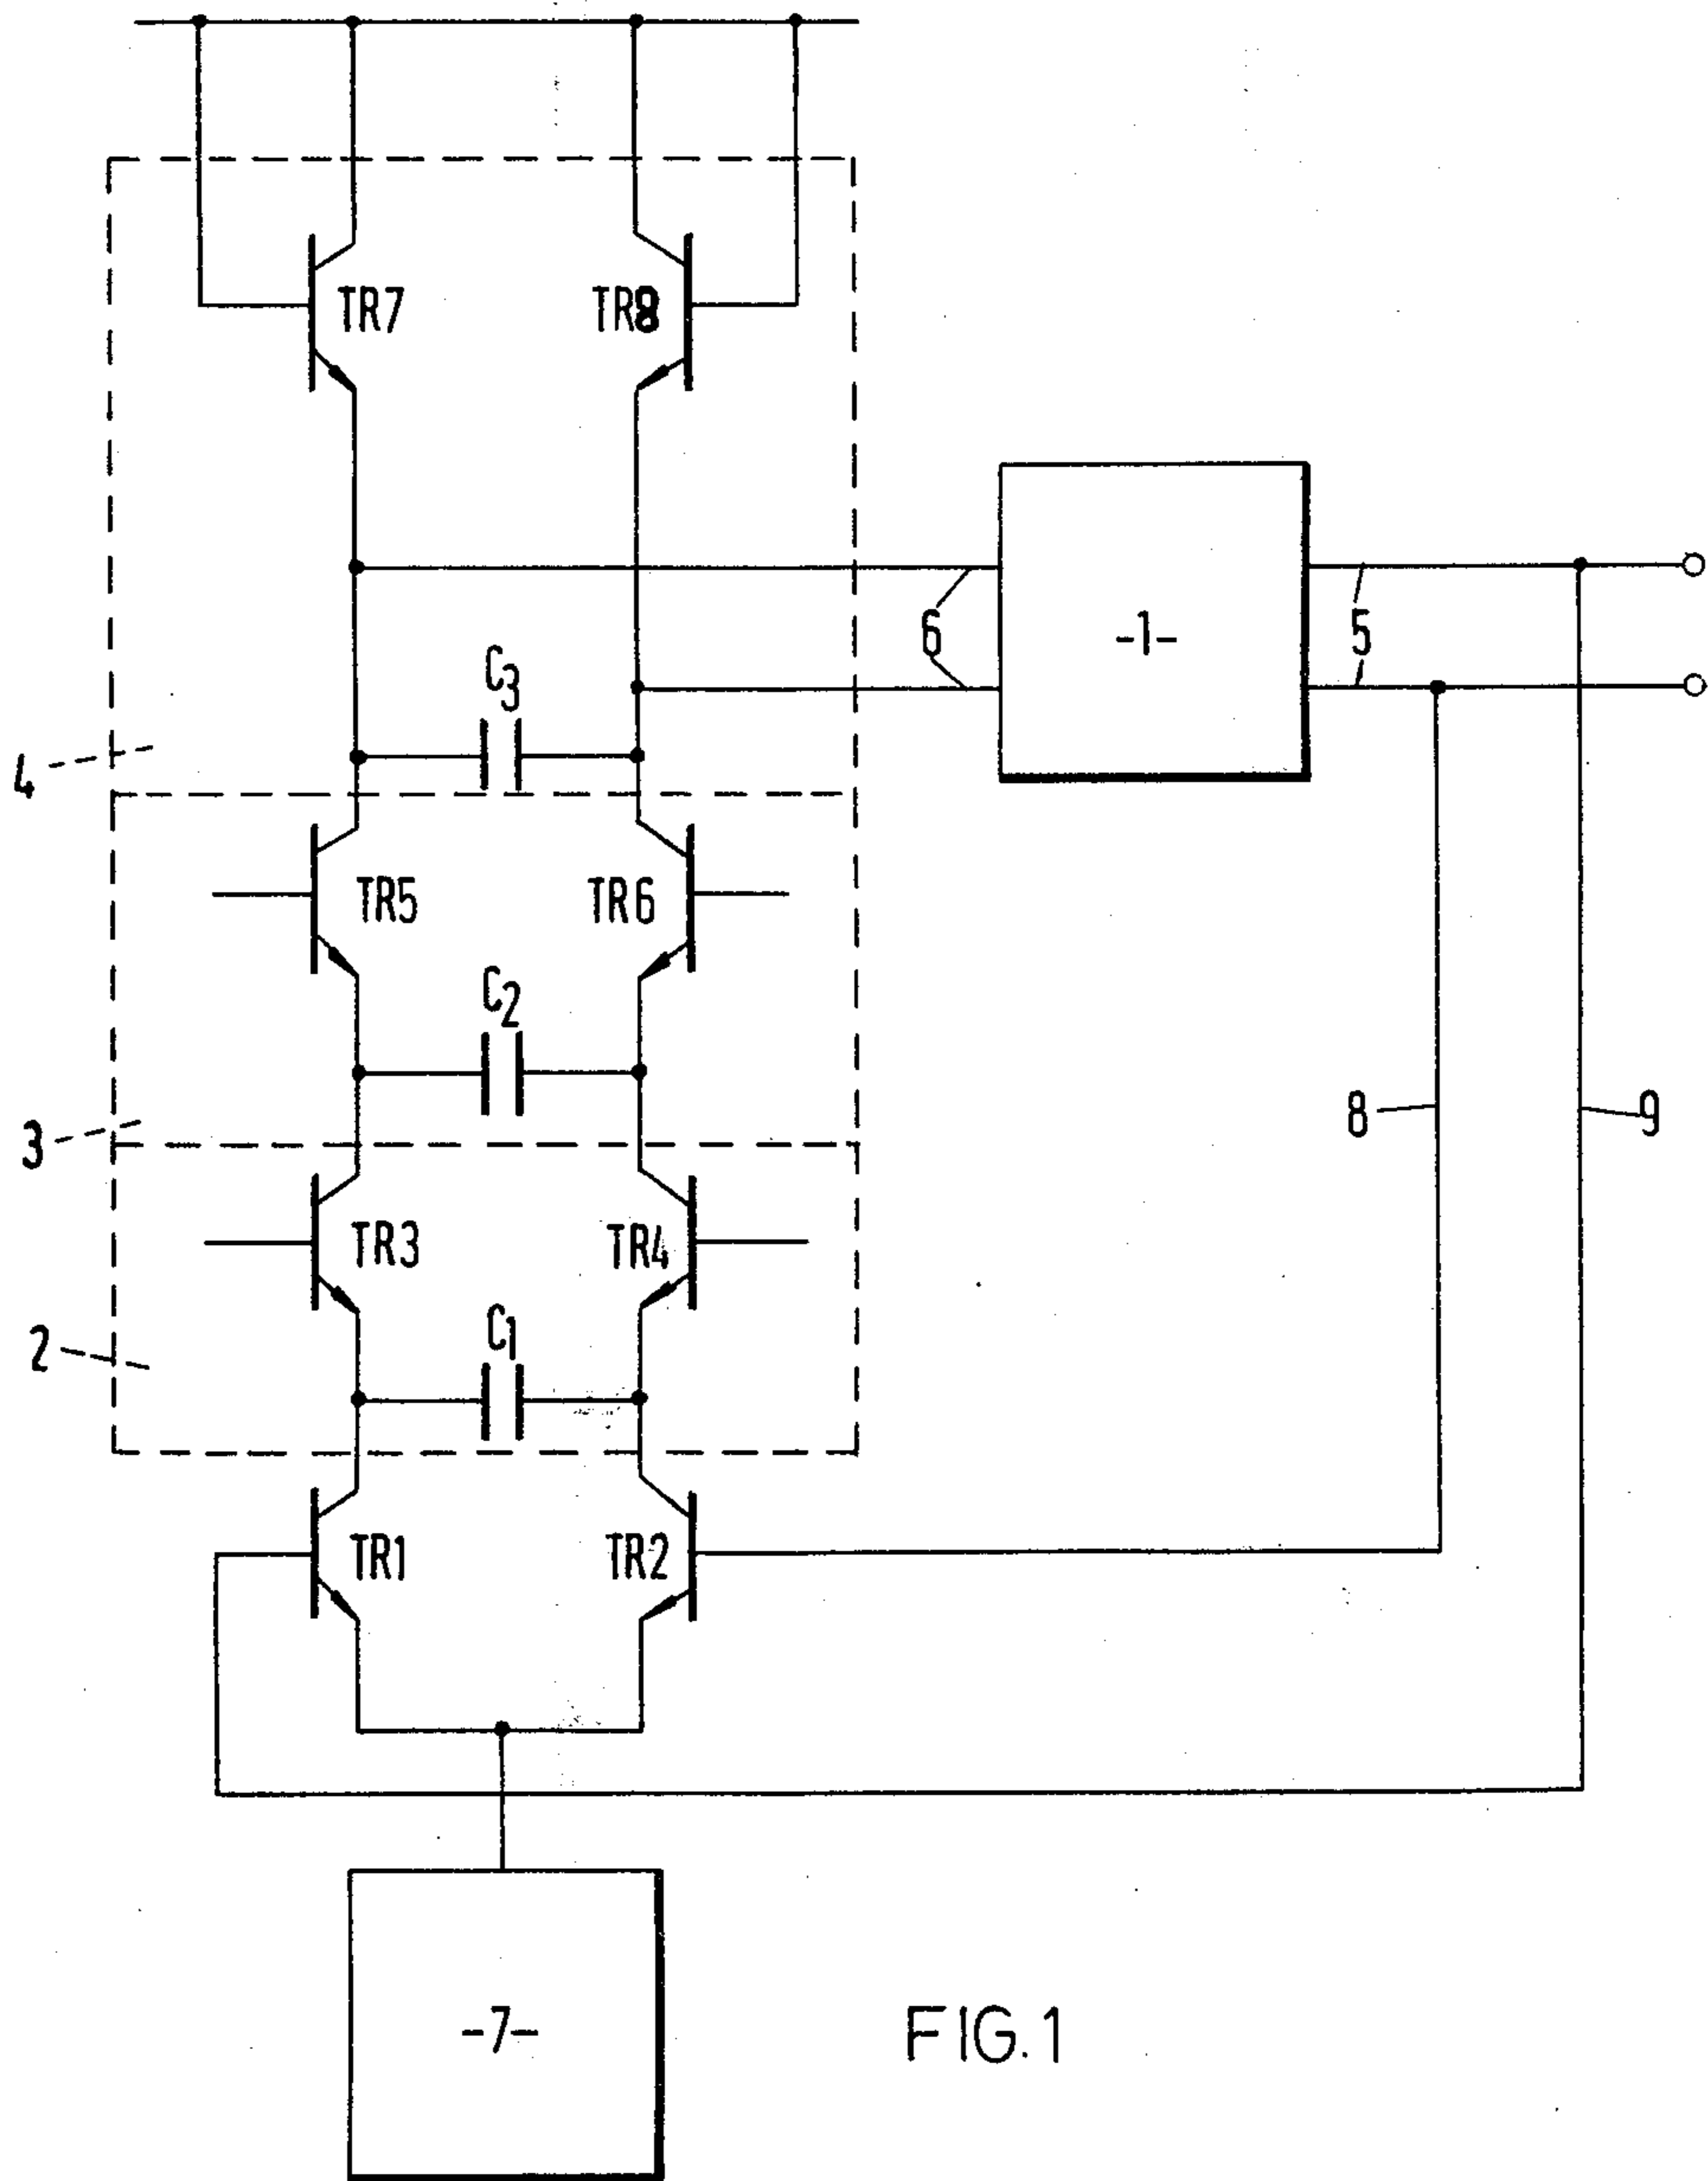 TR7 TR8
6 -1- 5
C3
4
TR5 TR6
C2
8 9
3
TR3 TR4
C1
2
TR1 TR2
-7- FIG.1